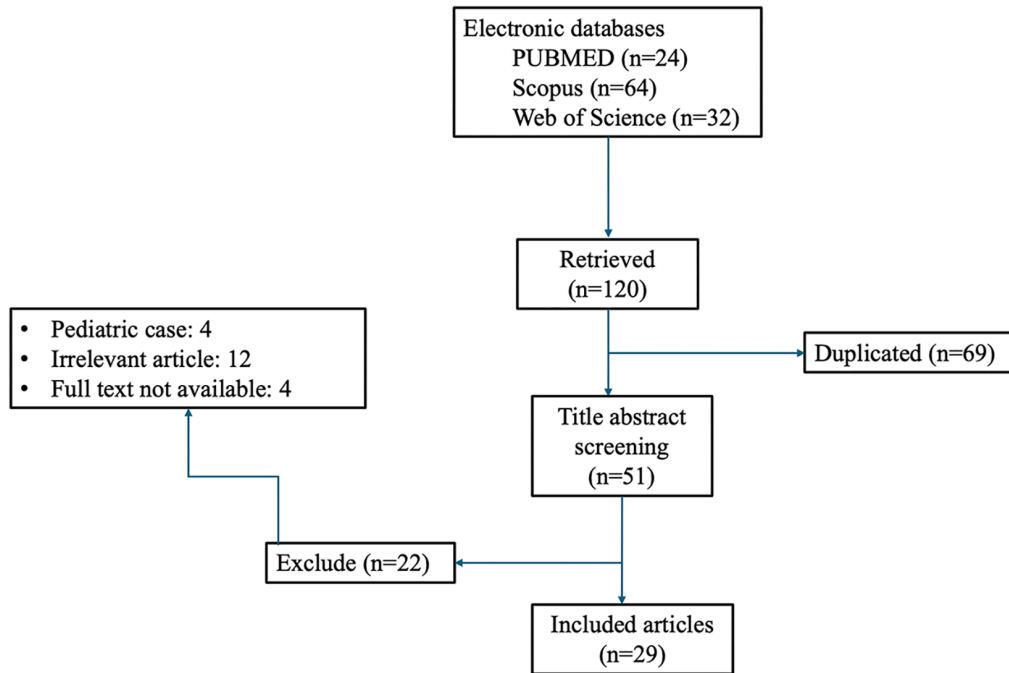 Electronic databases
PUBMED (n=24)
Scopus (n=64)
Web of Science (n=32)
Retrieved
(n=120)
Duplicated (n=69)
• Pediatric case: 4
• Irrelevant article: 12
• Full text not available: 4
Title abstract
screening
(n=51)
Exclude (n=22)
Included articles
(n=29)